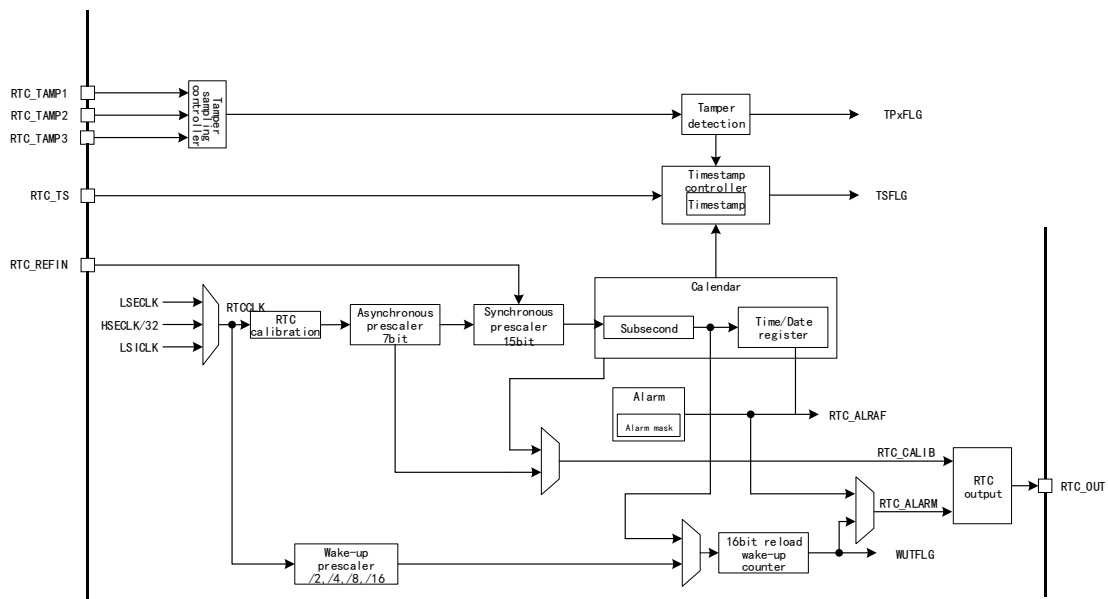 RTC_TAMP1
RTC_TAMP2
RTC_TAMP3
Tamper
sampling
controller
Tamper
detection
TPxFLG
RTC_TS
Timestamp
controller
Timestamp
TSFLG
RTC_REFIN
Calendar
LSECLK
HSECLK/32
LSICLK
RTCCLK
RTC
calibration
Asynchronous
prescaler
7bit
Synchronous
prescaler
15bit
Subsecond
Time/Date
register
Alarm
Alarm mask
RTC_ALRAF
RTC_CALIB
RTC_ALARM
RTC
output
RTC_OUT
Wake-up
prescaler
/2,/4,/8,/16
16bit reload
wake-up
counter
WUTFLG